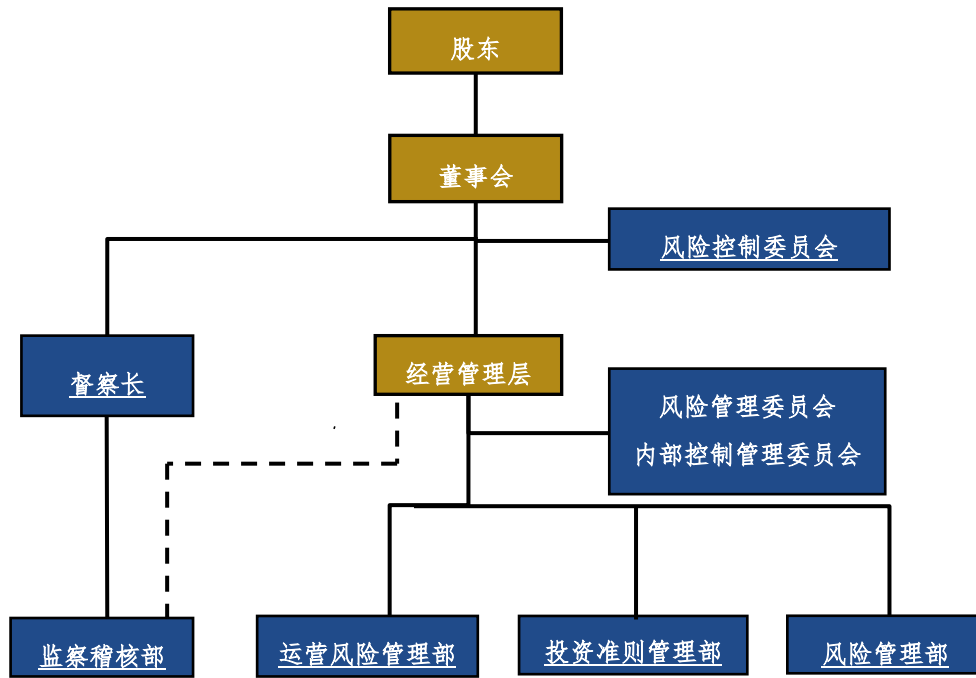 股东
董事会
风险控制委员会
督察长
经营管理层
风险管理委员会
内部控制管理委员会
监察稽核部
运营风险管理部
投资准则管理部
风险管理部